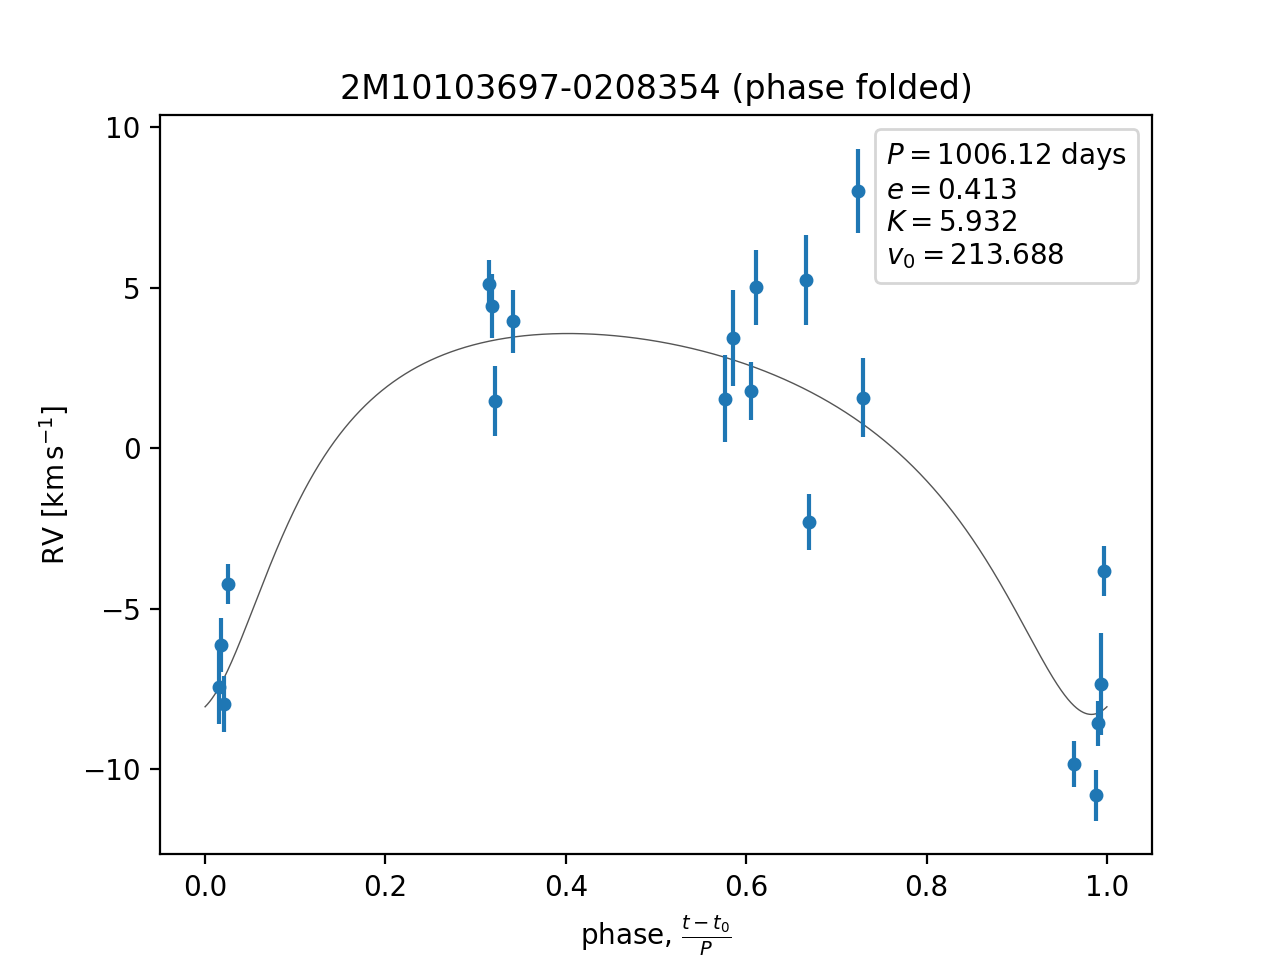 2M10103697-0208354 (phase folded)
P = 1006.12 days
e = 0.413
K = 5.932
v₀ = 213.688
RV [km s⁻¹]
10
5
0
−5
−10
0.0 0.2 0.4 0.6 0.8 1.0
phase, (t − t₀)/P